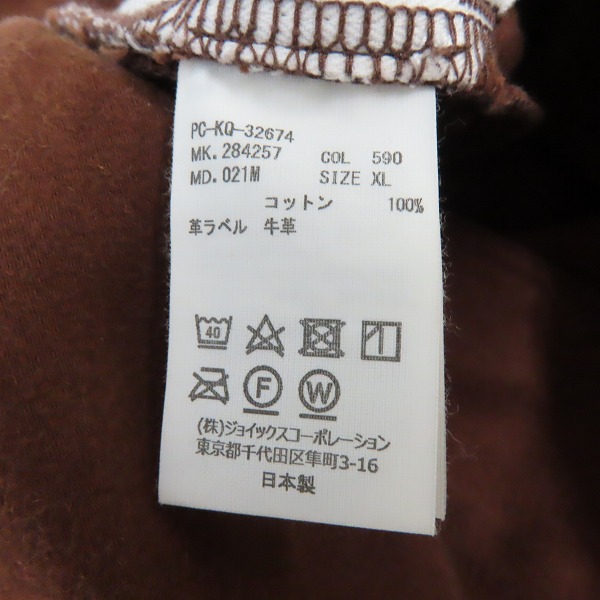 PC-KQ-32674
MK. 284257 COL 590
MD. 021M SIZE XL
コットン 100%
革ラベル 牛革
40
F W
(株)ジョイックスコーポレーション
東京都千代田区隼町3-16
日本製